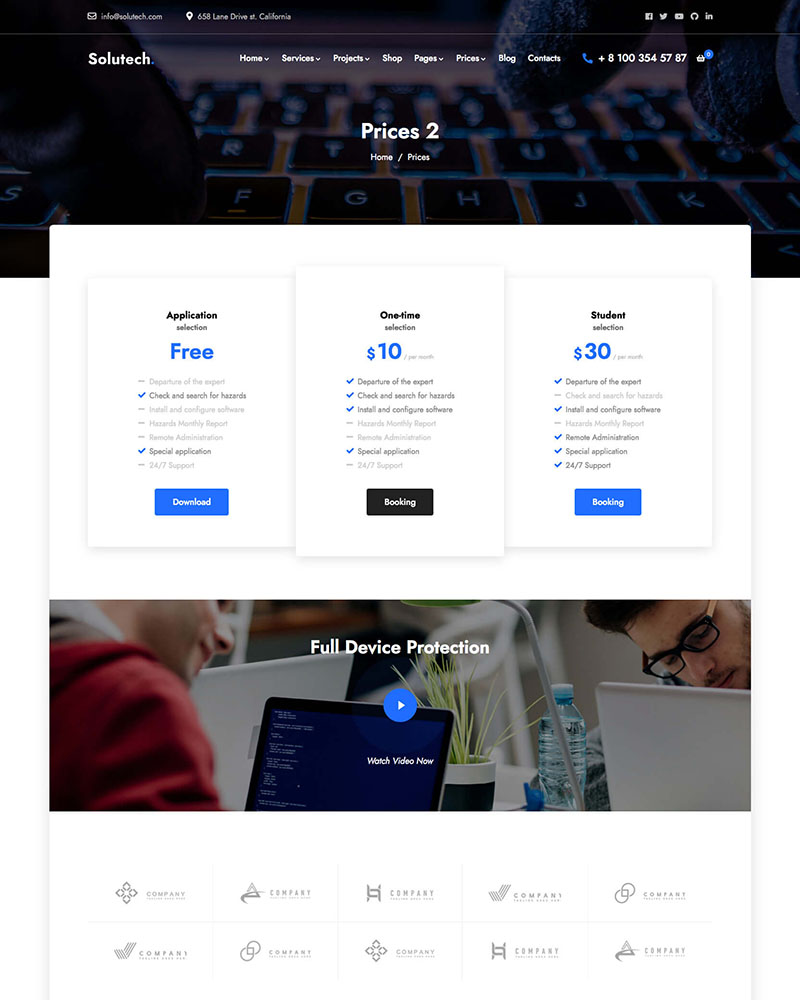 info@solutech.com 658 Lane Drive st. California
Solutech. Home Services Projects Shop Pages Prices Blog Contacts + 8 100 354 57 87 0
Prices 2
Home / Prices
Application
selection
Free
Departure of the expert
Check and search for hazards
Install and configure software
Hazards Monthly Report
Remote Administration
Special application
24/7 Support
Download
One-time
selection
$10 / per month
Departure of the expert
Check and search for hazards
Install and configure software
Hazards Monthly Report
Remote Administration
Special application
24/7 Support
Booking
Student
selection
$30 / per month
Departure of the expert
Check and search for hazards
Install and configure software
Hazards Monthly Report
Remote Administration
Special application
24/7 Support
Booking
Full Device Protection
Watch Video Now
COMPANY COMPANY COMPANY COMPANY COMPANY
COMPANY COMPANY COMPANY COMPANY COMPANY